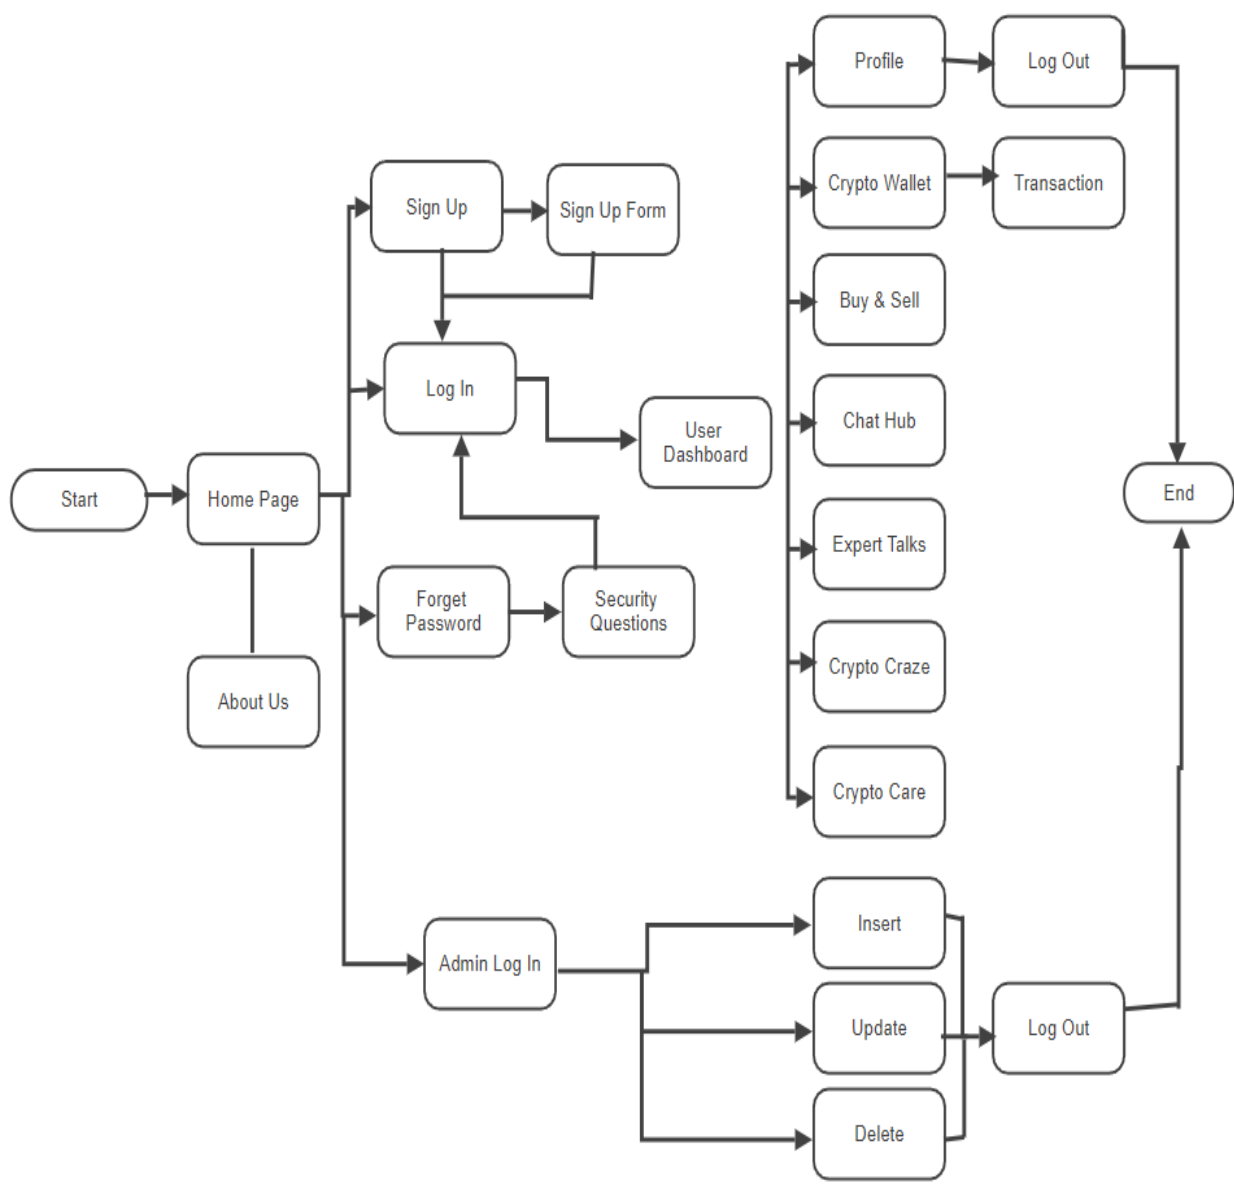 Profile
Log Out
Crypto Wallet
Transaction
Sign Up
Sign Up Form
Buy & Sell
Log In
Chat Hub
User
Dashboard
Start
Home Page
End
Expert Talks
Forget
Password
Security
Questions
Crypto Craze
About Us
Crypto Care
Insert
Admin Log In
Update
Log Out
Delete